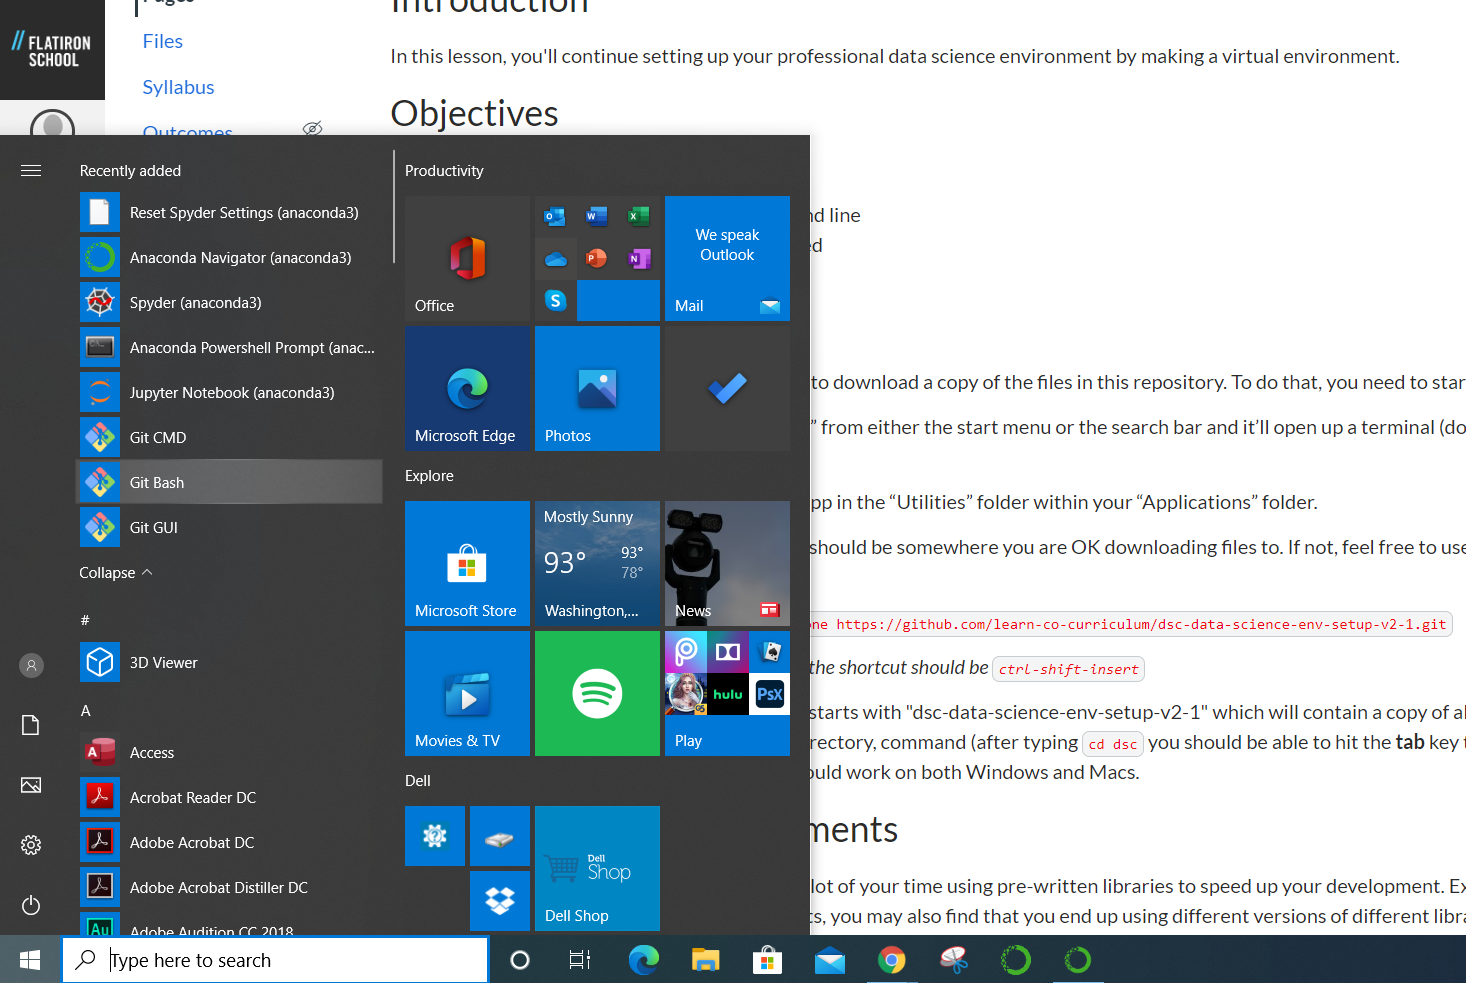 FLATIRON
SCHOOL
Pages
Files
Syllabus
Outcomes
Introduction
In this lesson, you'll continue setting up your professional data science environment by making a virtual environment.
Objectives
nd line
ed
to download a copy of the files in this repository. To do that, you need to star
” from either the start menu or the search bar and it’ll open up a terminal (do
pp in the “Utilities” folder within your “Applications” folder.
should be somewhere you are OK downloading files to. If not, feel free to use
one https://github.com/learn-co-curriculum/dsc-data-science-env-setup-v2-1.git
the shortcut should be ctrl-shift-insert
starts with "dsc-data-science-env-setup-v2-1" which will contain a copy of al
rectory, command (after typing cd dsc you should be able to hit the tab key t
ould work on both Windows and Macs.
ments
lot of your time using pre-written libraries to speed up your development. Ex
ts, you may also find that you end up using different versions of different libra
Recently added
Reset Spyder Settings (anaconda3)
Anaconda Navigator (anaconda3)
Spyder (anaconda3)
Anaconda Powershell Prompt (anac...
Jupyter Notebook (anaconda3)
Git CMD
Git Bash
Git GUI
Collapse
#
3D Viewer
A
Access
Acrobat Reader DC
Adobe Acrobat DC
Adobe Acrobat Distiller DC
Adobe Audition CC 2018
Productivity
Office
We speak
Outlook
Mail
Microsoft Edge
Photos
Explore
Microsoft Store
Mostly Sunny
93° 93°
78°
Washington,...
News
Movies & TV
hulu
PsX
Play
Dell
Dell
Shop
Dell Shop
Type here to search